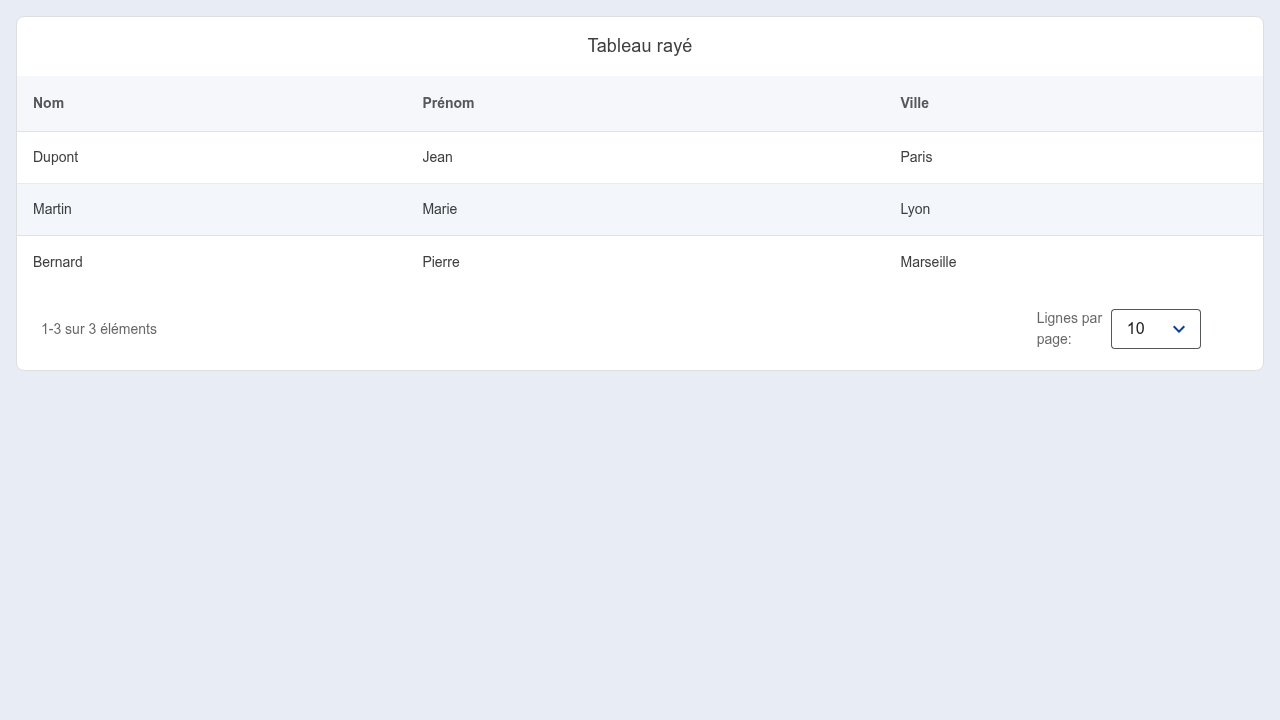 Tableau rayé
Nom Prénom Ville
Dupont Jean Paris
Martin Marie Lyon
Bernard Pierre Marseille
1-3 sur 3 éléments
Lignes par
page:
10